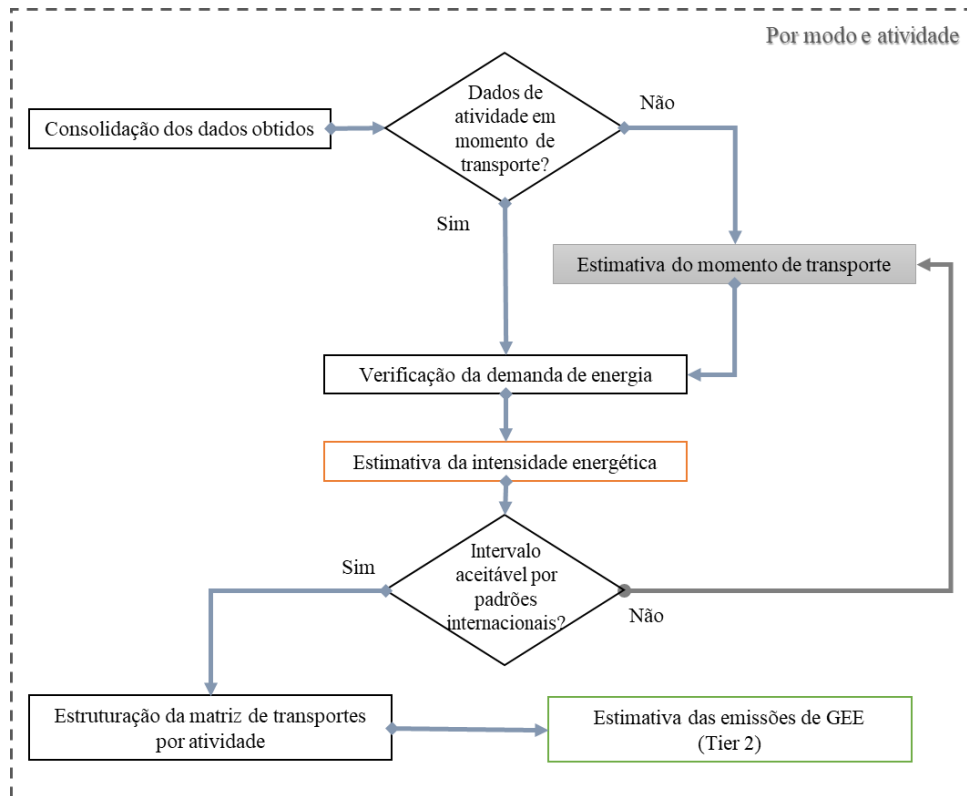 Por modo e atividade
Dados de
atividade em
momento de
transporte?
Não
Consolidação dos dados obtidos
Sim
Estimativa do momento de transporte
Verificação da demanda de energia
Estimativa da intensidade energética
Intervalo
aceitável por
padrões
internacionais?
Sim
Não
Estruturação da matriz de transportes
por atividade
Estimativa das emissões de GEE
(Tier 2)